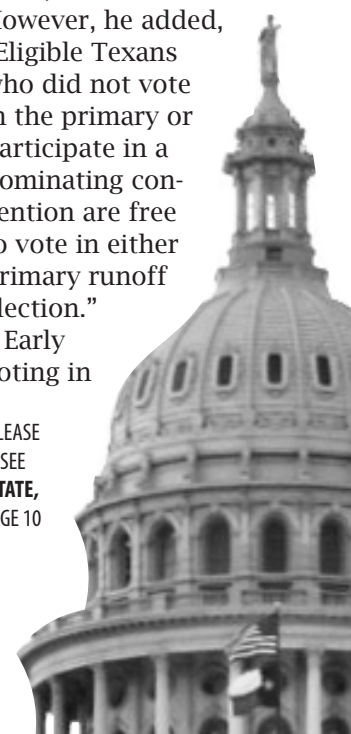 However, he added,
Eligible Texans
who did not vote
n the primary or
articipate in a
ominating con-
ention are free
o vote in either
rimary runoff
lection.”
Early
oting in
LEASE
SEE
TATE,
GE 10